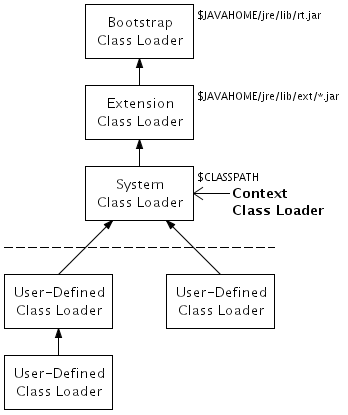 Bootstrap
Class Loader
$JAVAHOME/jre/lib/rt.jar
Extension
Class Loader
$JAVAHOME/jre/lib/ext/*.jar
System
Class Loader
$CLASSPATH
Context
Class Loader
User-Defined
Class Loader
User-Defined
Class Loader
User-Defined
Class Loader